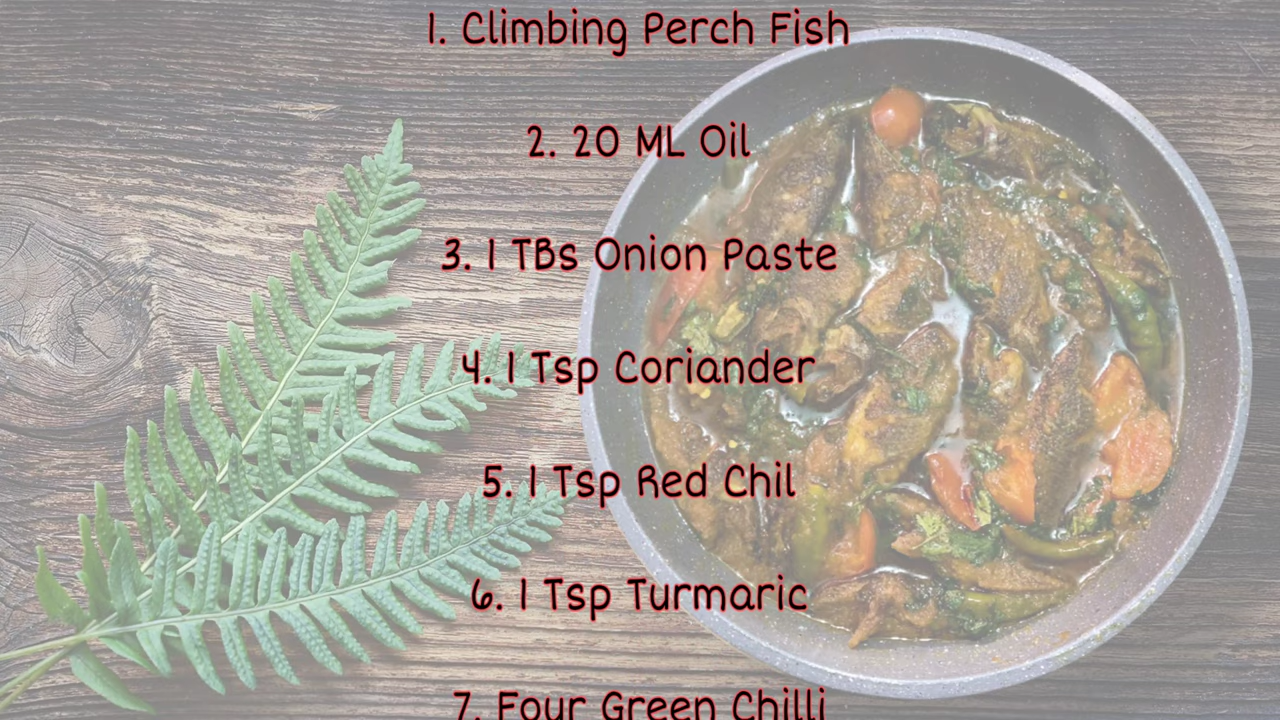 1. Climbing Perch Fish
2. 20 ML Oil
3. 1 TBs Onion Paste
4. 1 Tsp Coriander
5. 1 Tsp Red Chil
6. 1 Tsp Turmaric
7. Four Green Chilli